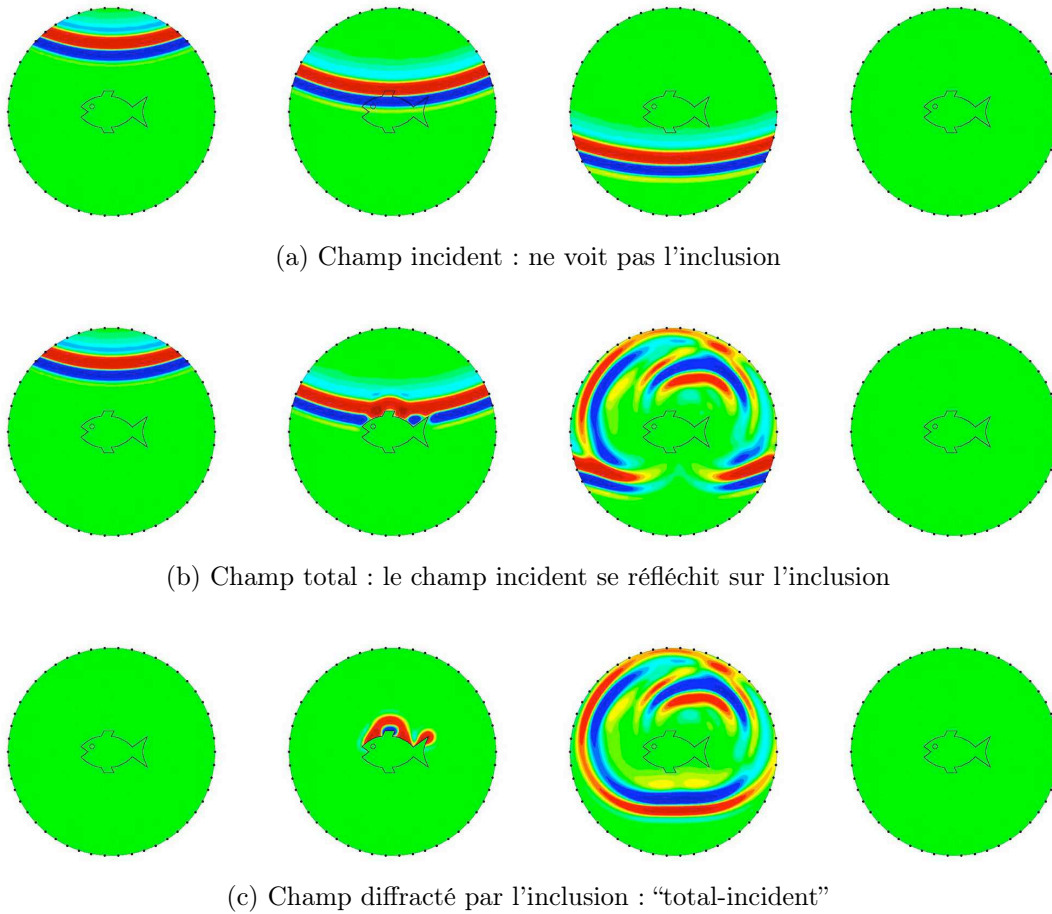 (a) Champ incident : ne voit pas l'inclusion
(b) Champ total : le champ incident se réfléchit sur l'inclusion
(c) Champ diffracté par l'inclusion : “total-incident”